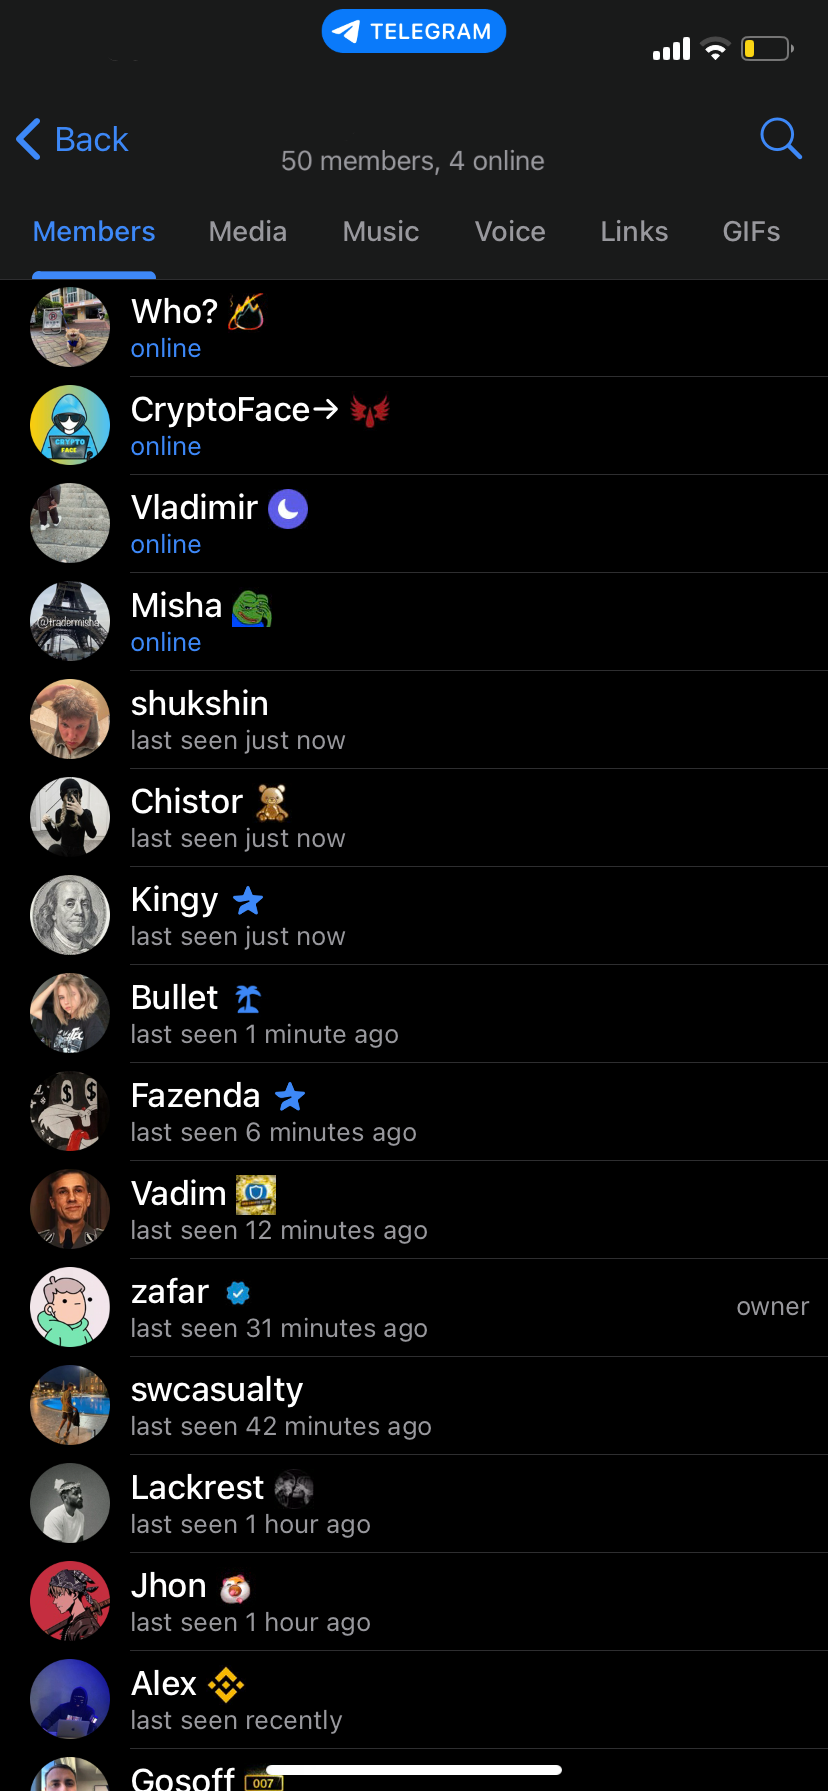 TELEGRAM
Back
50 members, 4 online
Members Media Music Voice Links GIFs
Who?
online
CryptoFace→
online
CRYPTO
FACE
Vladimir
online
Misha
online
@tradermisha
shukshin
last seen just now
Chistor
last seen just now
Kingy
last seen just now
Bullet
last seen 1 minute ago
Fazenda
last seen 6 minutes ago
Vadim
last seen 12 minutes ago
zafar
last seen 31 minutes ago
owner
swcasualty
last seen 42 minutes ago
Lackrest
last seen 1 hour ago
Jhon
last seen 1 hour ago
Alex
last seen recently
Gosoff 007